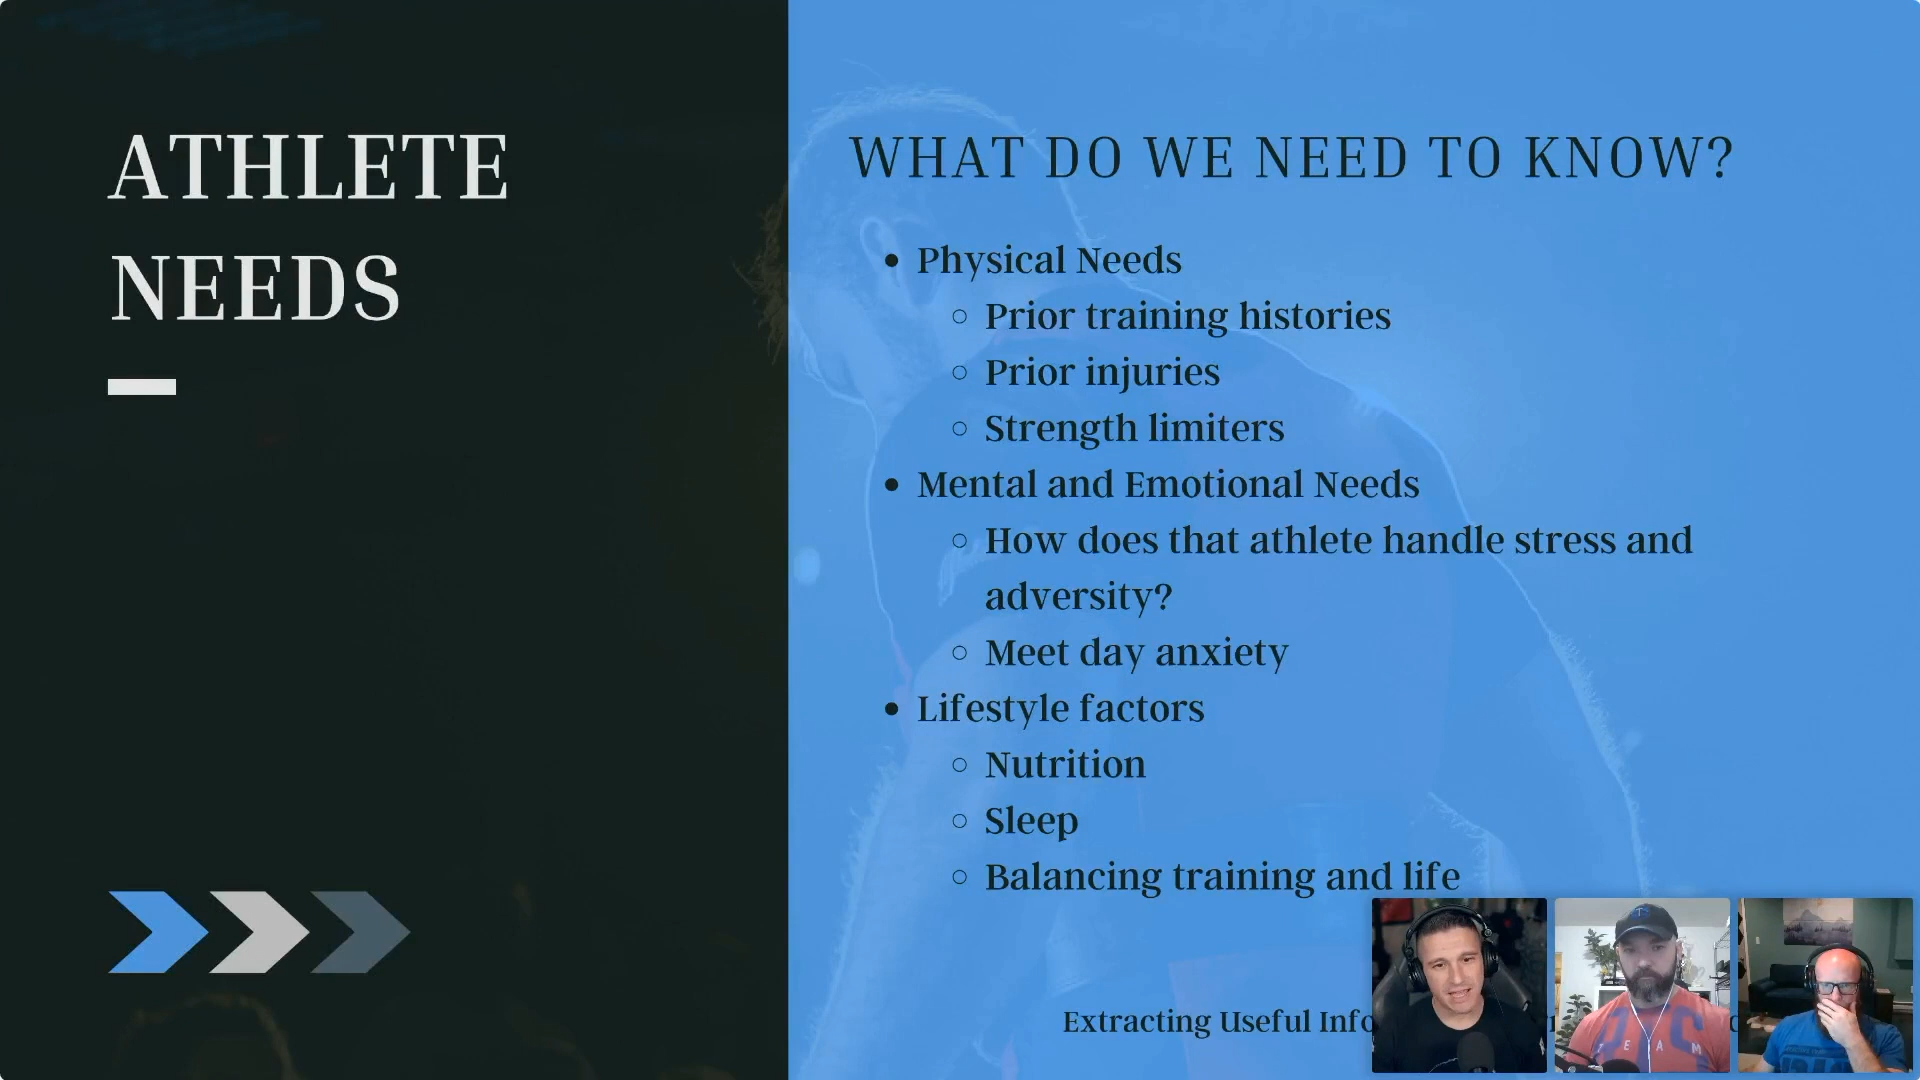 ATHLETE
NEEDS
WHAT DO WE NEED TO KNOW?
• Physical Needs
○ Prior training histories
○ Prior injuries
○ Strength limiters
• Mental and Emotional Needs
○ How does that athlete handle stress and
adversity?
○ Meet day anxiety
• Lifestyle factors
○ Nutrition
○ Sleep
○ Balancing training and life
Extracting Useful Info
TEAM